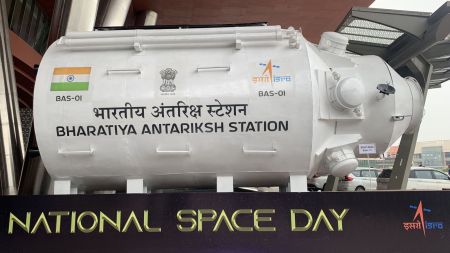 इसरो isro
BAS-01
BAS-01
भारतीय अंतरिक्ष स्टेशन
BHARATIYA ANTARIKSH STATION
NATIONAL SPACE DAY
इसरो isro